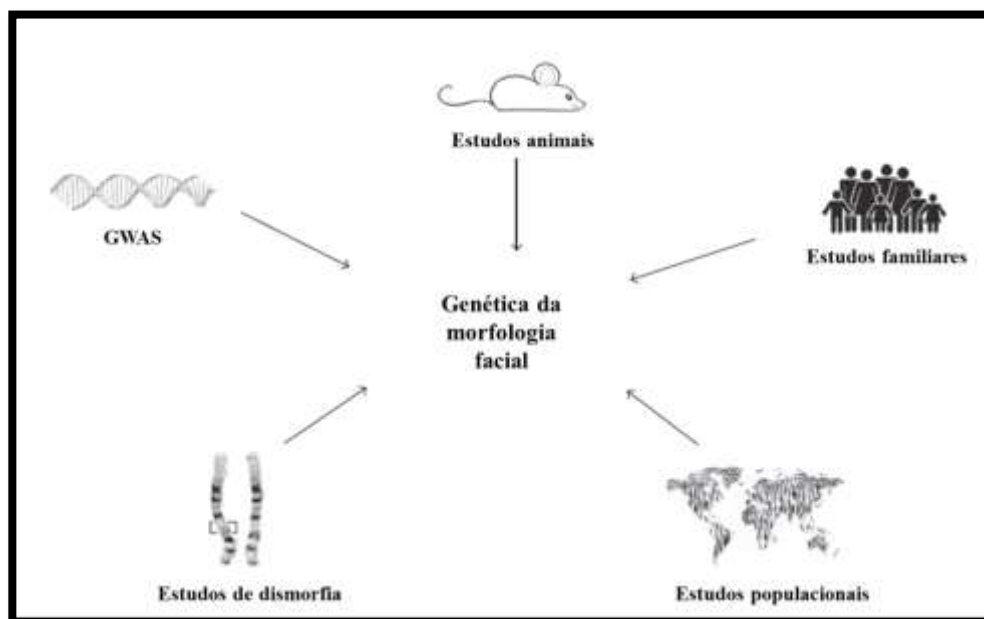 Estudos animais
GWAS
Estudos familiares
Genética da
morfologia
facial
Estudos de dismorfia
Estudos populacionais